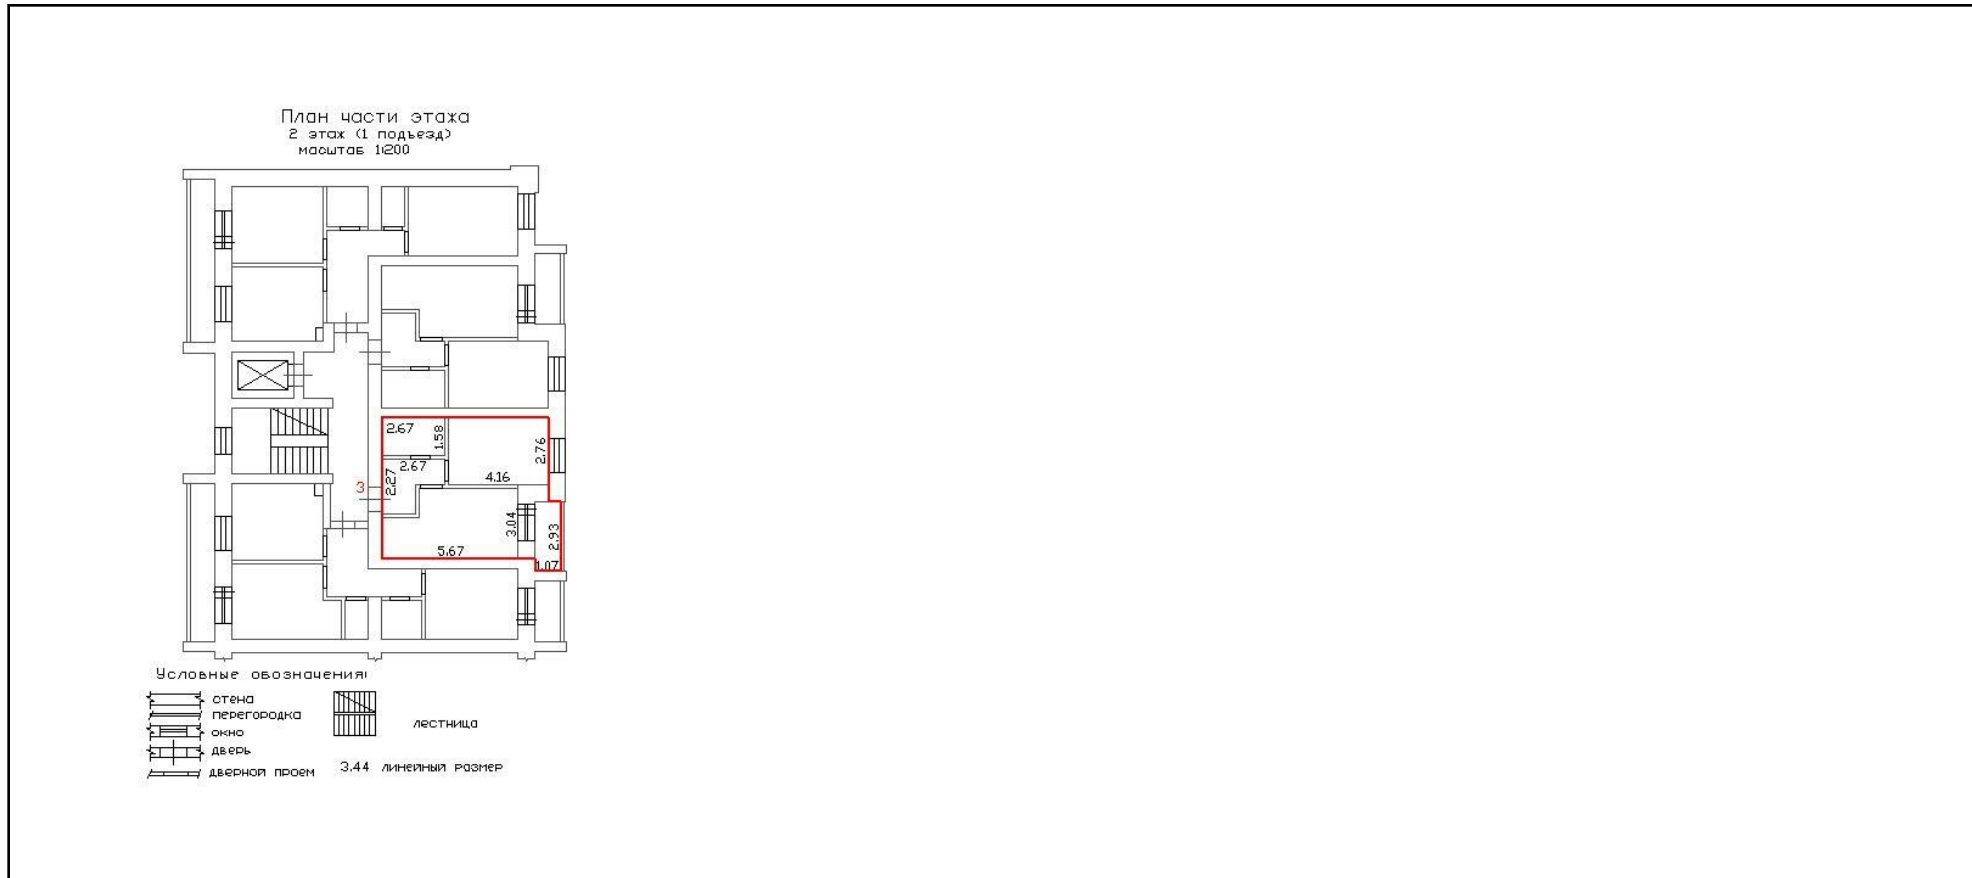 План части этажа
2 этаж (1 подъезд)
масштаб 1:200
2.67
1.58
2.76
2.67
2.27
4.16
3
3.04
2.93
5.67
1.07
Условные обозначения:
стена
перегородка
окно
лестница
дверь
дверной проем
3.44 линейный размер